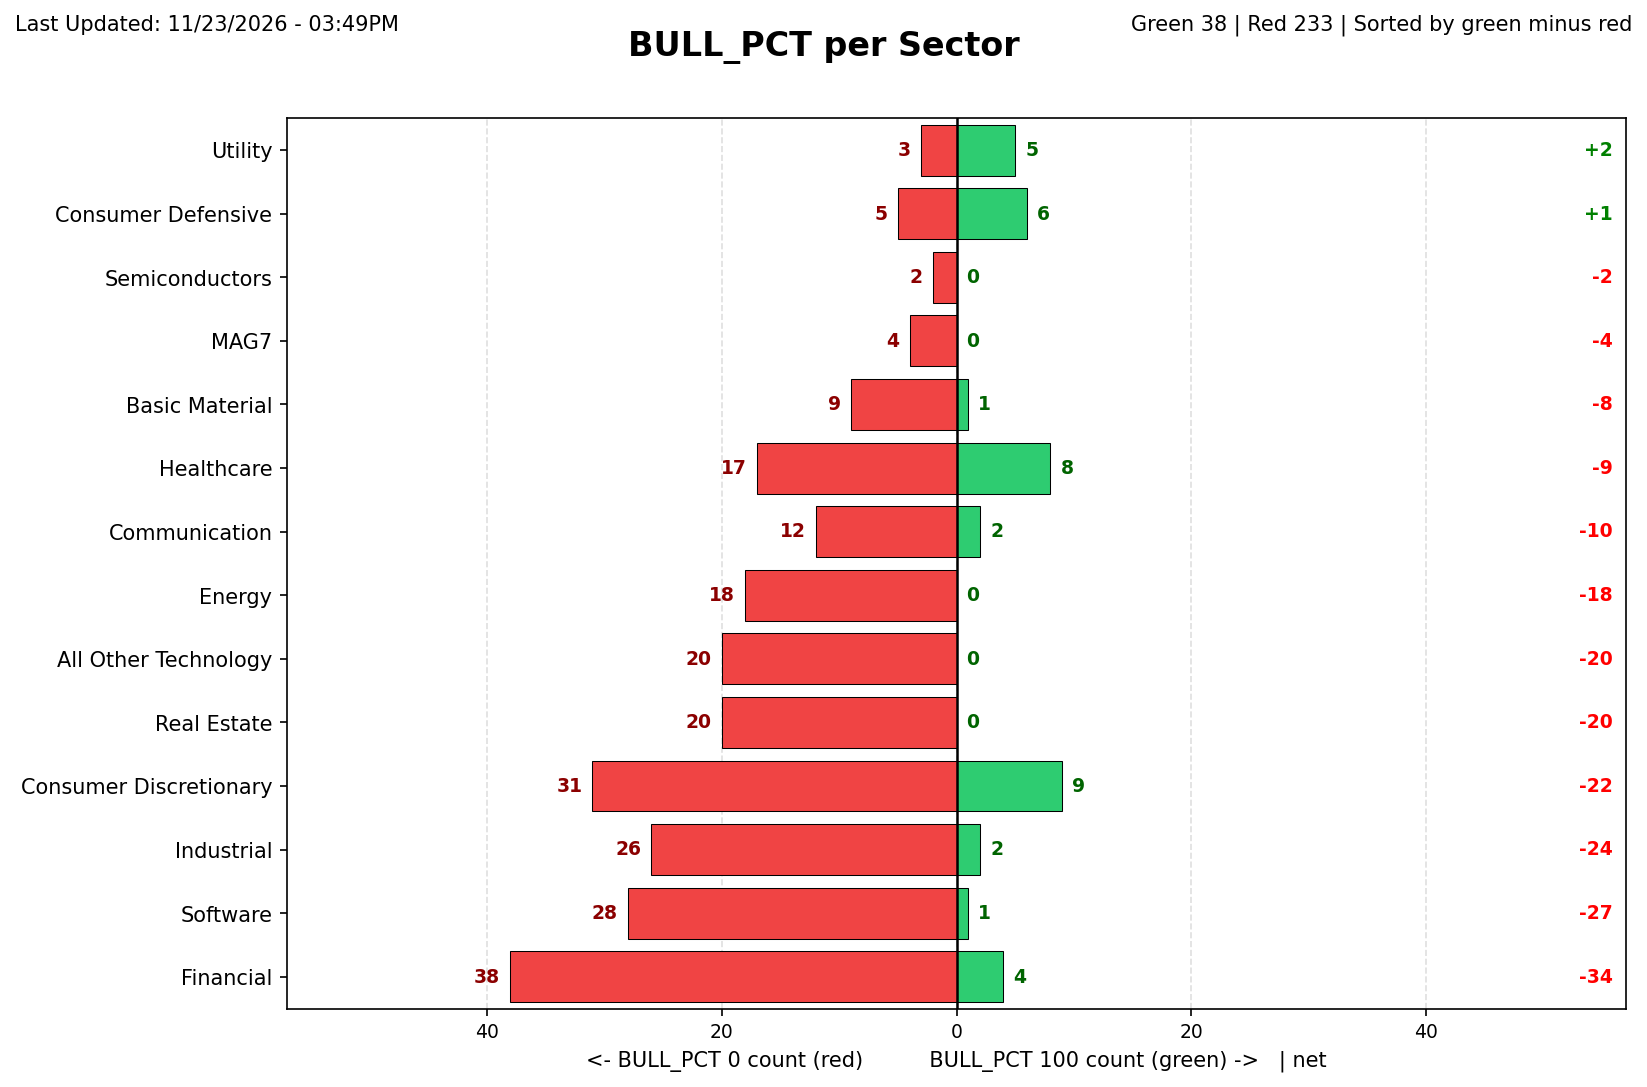 Last Updated: 11/23/2026 - 03:49PM
Green 38 | Red 233 | Sorted by green minus red
BULL_PCT per Sector
Utility 3 5 +2
Consumer Defensive 5 6 +1
Semiconductors 2 0 -2
MAG7 4 0 -4
Basic Material 9 1 -8
Healthcare 17 8 -9
Communication 12 2 -10
Energy 18 0 -18
All Other Technology 20 0 -20
Real Estate 20 0 -20
Consumer Discretionary 31 9 -22
Industrial 26 2 -24
Software 28 1 -27
Financial 38 4 -34
40 20 0 20 40
<- BULL_PCT 0 count (red) BULL_PCT 100 count (green) -> | net